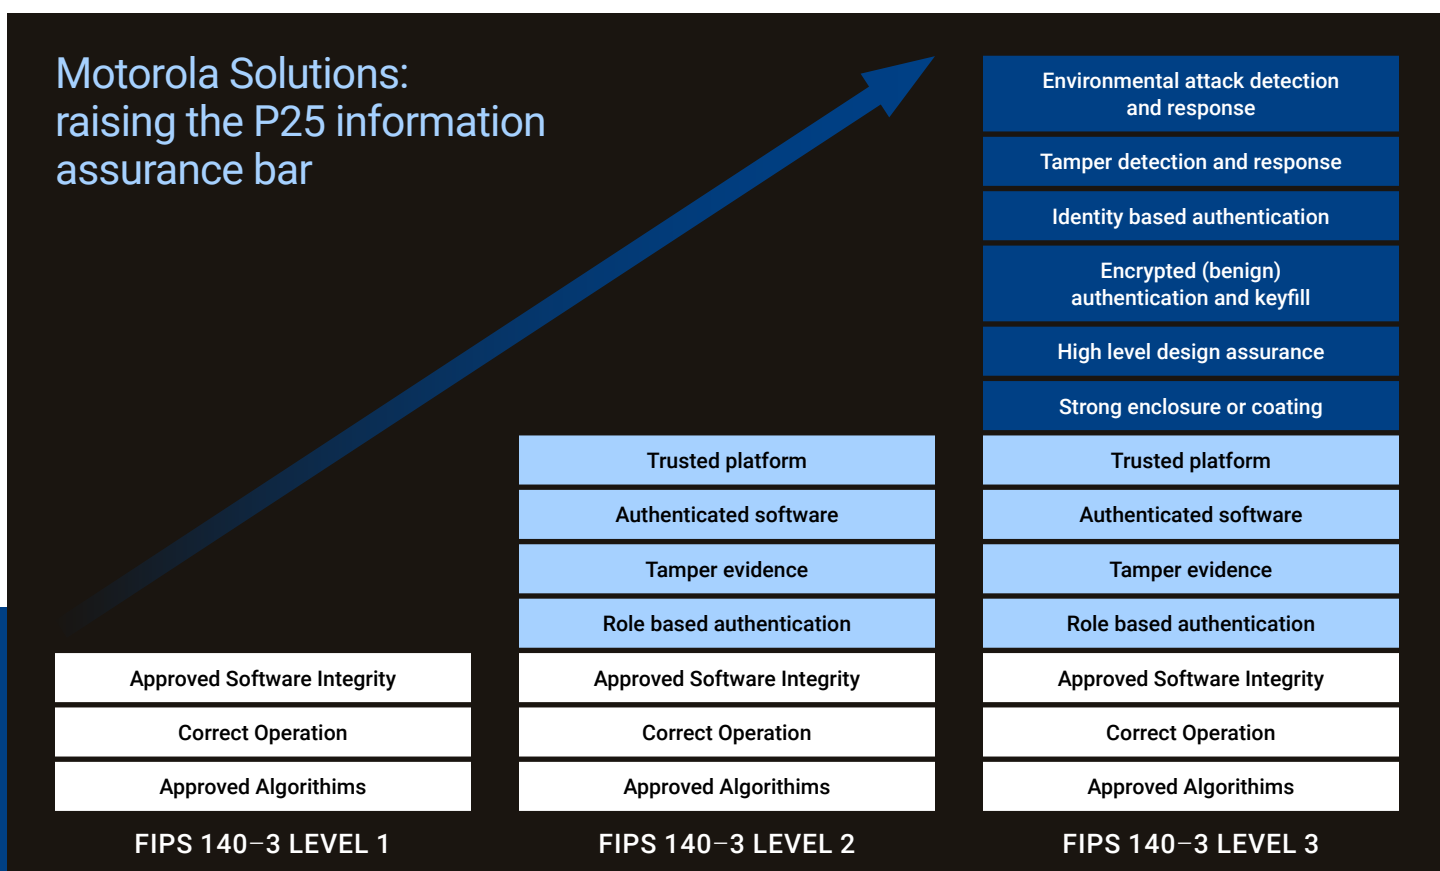 Motorola Solutions:
raising the P25 information
assurance bar
Approved Software Integrity
Correct Operation
Approved Algorithims
FIPS 140–3 LEVEL 1
Trusted platform
Authenticated software
Tamper evidence
Role based authentication
Approved Software Integrity
Correct Operation
Approved Algorithims
FIPS 140–3 LEVEL 2
Environmental attack detection
and response
Tamper detection and response
Identity based authentication
Encrypted (benign)
authentication and keyfill
High level design assurance
Strong enclosure or coating
Trusted platform
Authenticated software
Tamper evidence
Role based authentication
Approved Software Integrity
Correct Operation
Approved Algorithims
FIPS 140–3 LEVEL 3